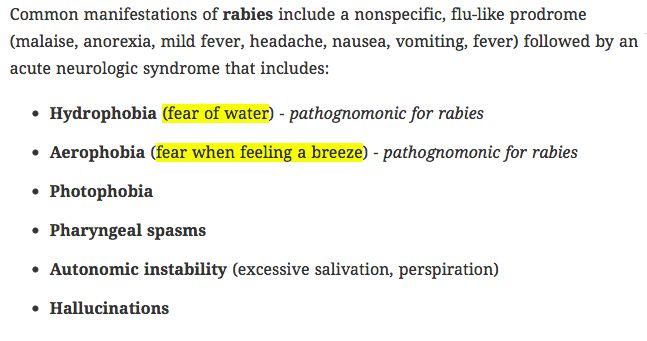 Common manifestations of rabies include a nonspecific, flu-like prodrome
(malaise, anorexia, mild fever, headache, nausea, vomiting, fever) followed by an
acute neurologic syndrome that includes:
• Hydrophobia (fear of water) - pathognomonic for rabies
• Aerophobia (fear when feeling a breeze) - pathognomonic for rabies
• Photophobia
• Pharyngeal spasms
• Autonomic instability (excessive salivation, perspiration)
• Hallucinations